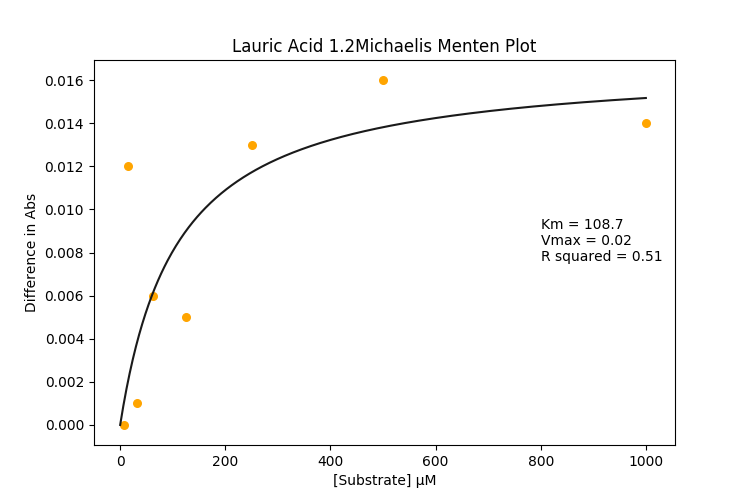 Lauric Acid 1.2Michaelis Menten Plot
0.016
0.014
0.012
0.010
0.008
0.006
0.004
0.002
0.000
Difference in Abs
Km = 108.7
Vmax = 0.02
R squared = 0.51
0 200 400 600 800 1000
[Substrate] µM